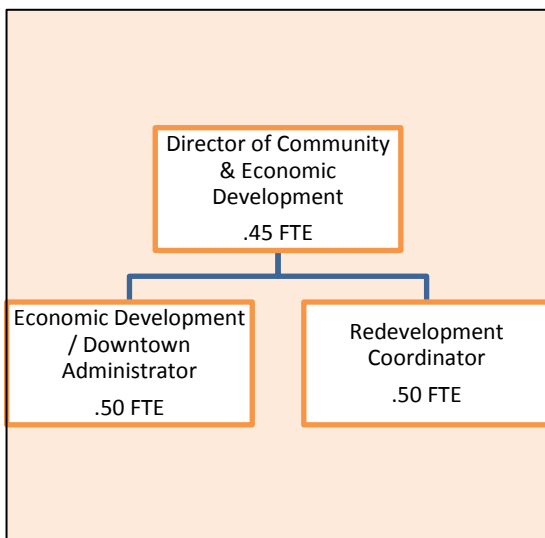 Director of Community
& Economic
Development
.45 FTE
Economic Development
/ Downtown
Administrator
.50 FTE
Redevelopment
Coordinator
.50 FTE